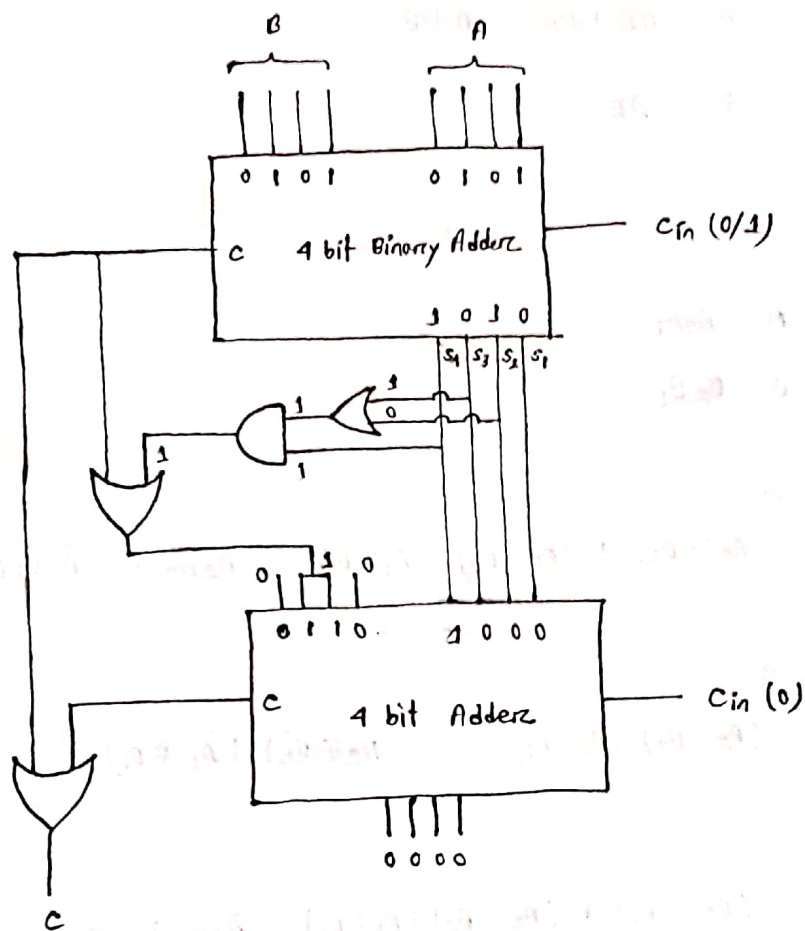 B A
0 1 0 1 0 1 0 1
C 4 bit Binary Adder Cin (0/1)
1 0 1 0
S4 S3 S2 S1
1
1 0
1
1
0 1 0
0 1 1 0. 1 0 0 0
C 4 bit Adder Cin (0)
0 0 0 0
C